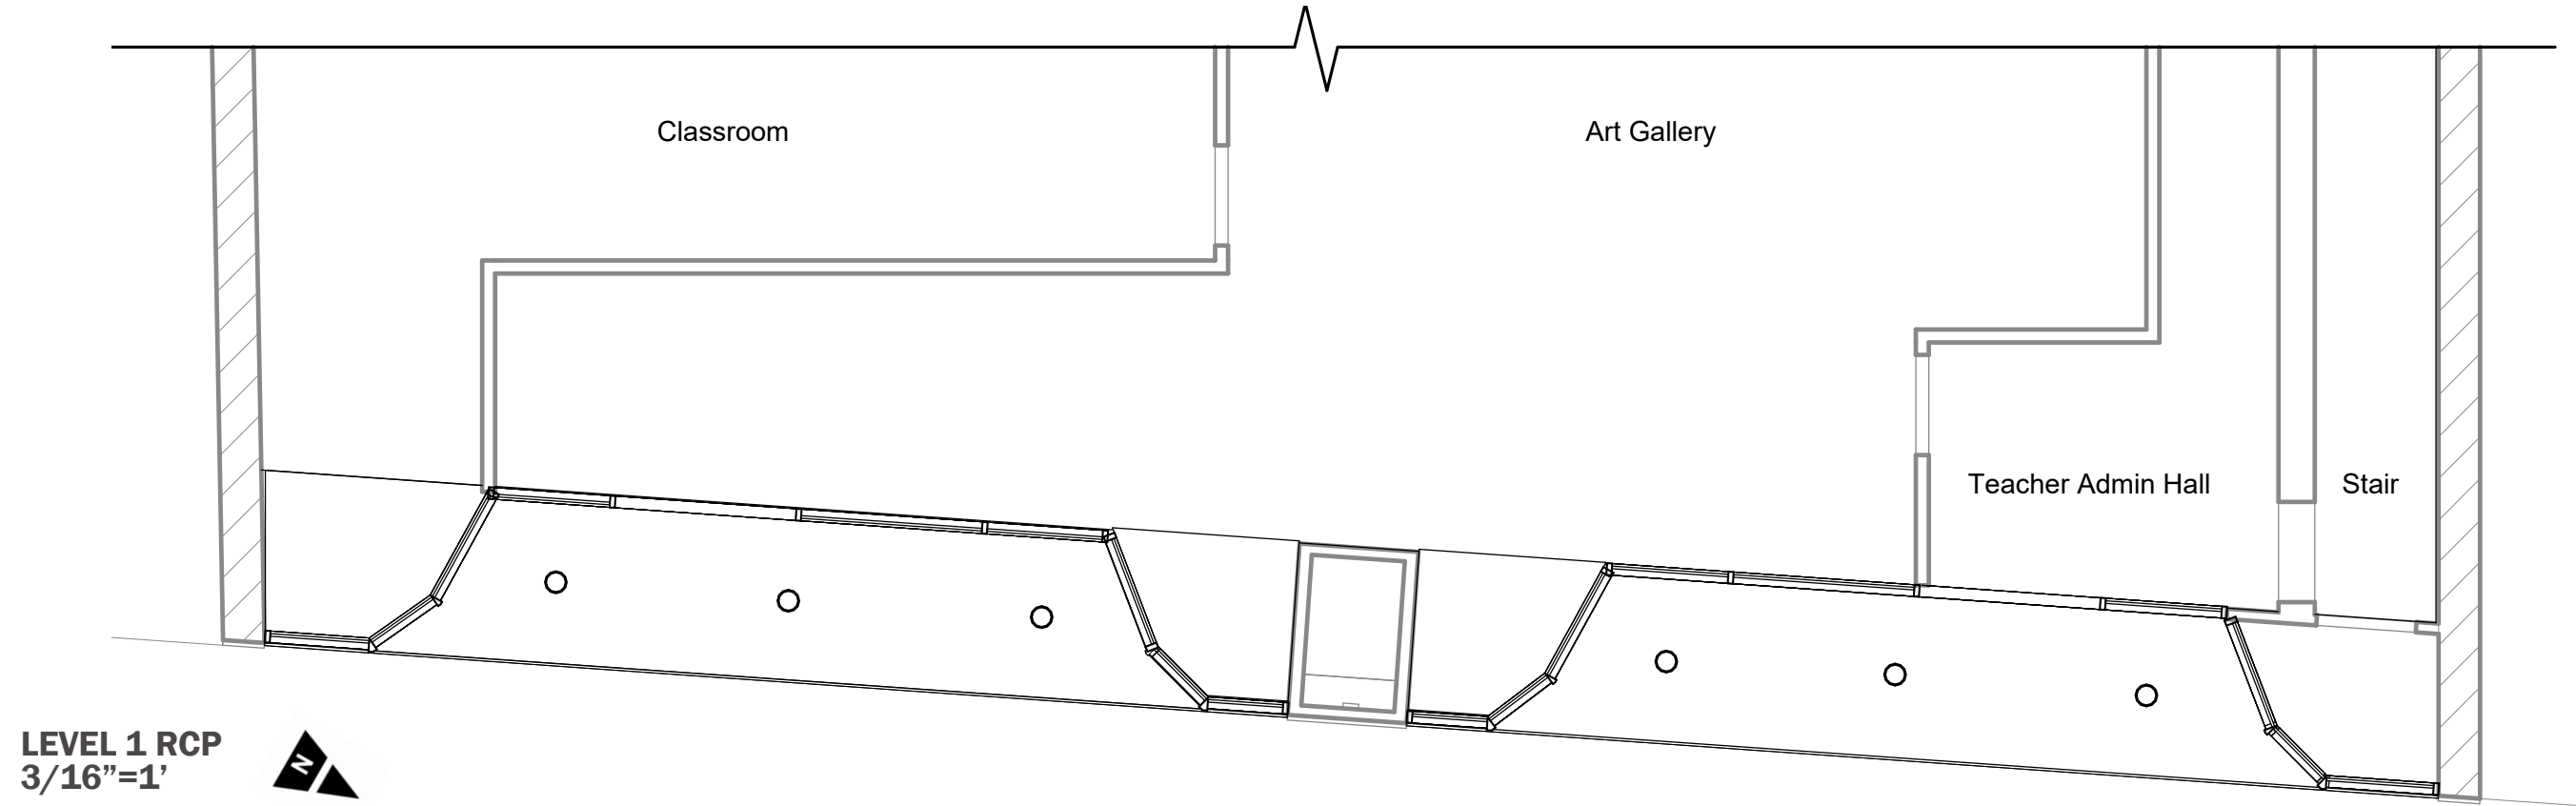 Classroom
Art Gallery
Teacher Admin Hall
Stair
LEVEL 1 RCP
3/16”=1’
N